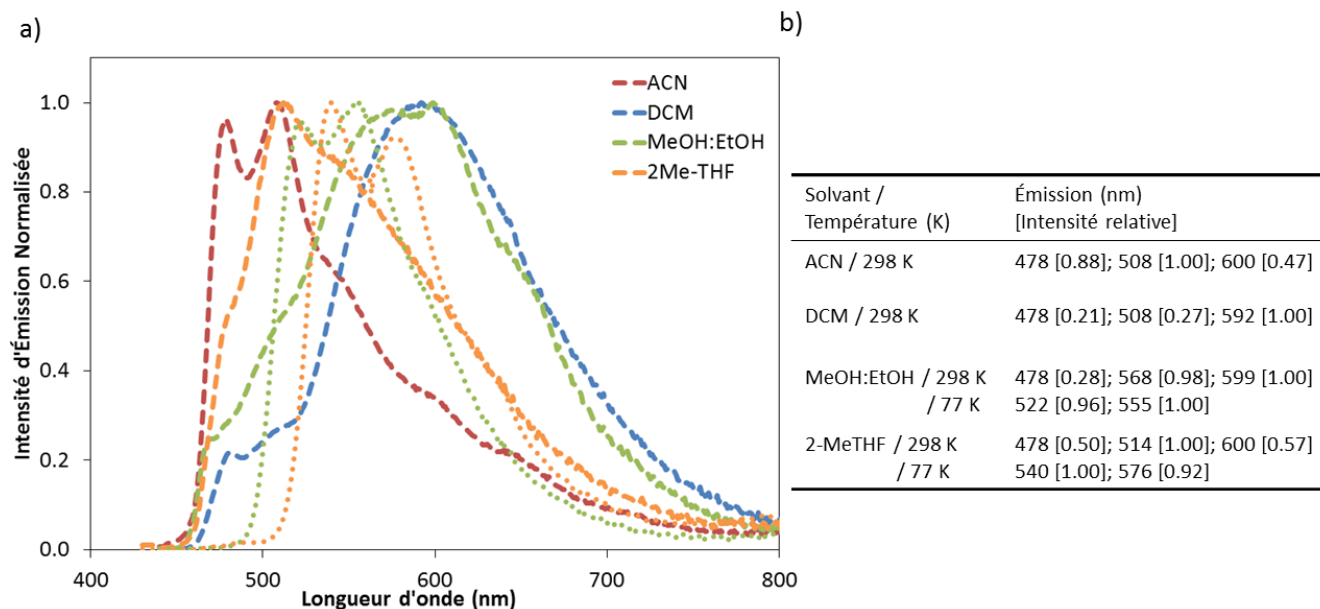 a)
b)
ACN
DCM
MeOH:EtOH
2Me-THF
Intensité d'Émission Normalisée
1.0
0.8
0.6
0.4
0.2
0.0
400 500 600 700 800
Longueur d'onde (nm)
Solvant / Émission (nm)
Température (K) [Intensité relative]
ACN / 298 K 478 [0.88]; 508 [1.00]; 600 [0.47]
DCM / 298 K 478 [0.21]; 508 [0.27]; 592 [1.00]
MeOH:EtOH / 298 K 478 [0.28]; 568 [0.98]; 599 [1.00]
/ 77 K 522 [0.96]; 555 [1.00]
2-MeTHF / 298 K 478 [0.50]; 514 [1.00]; 600 [0.57]
/ 77 K 540 [1.00]; 576 [0.92]